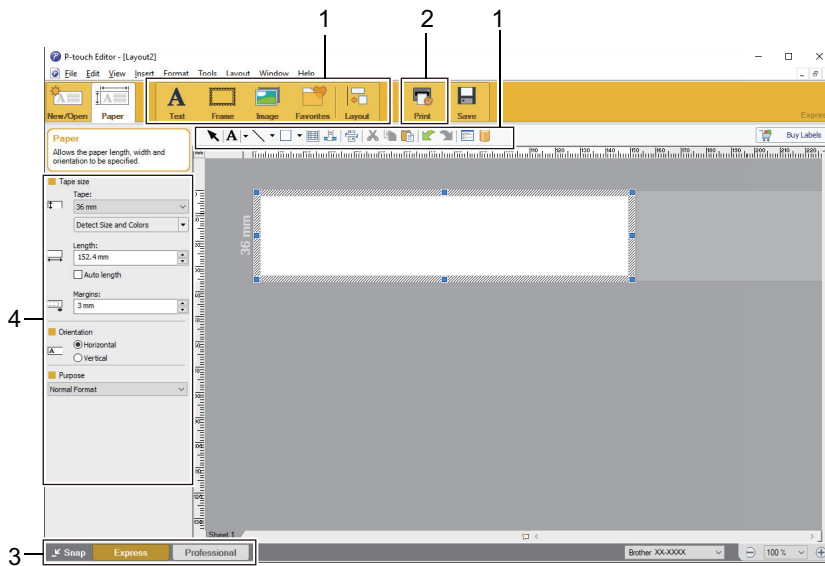 1 2 1
P-touch Editor - [Layout2]
File Edit View Insert Format Tools Layout Window Help
New/Open Paper Text Frame Image Favorites Layout Print Save
A
Paper
Allows the paper length, width and
orientation to be specified.
Buy Labels
Tape size
Tape:
36 mm
Detect Size and Colors
Length:
152.4 mm
Auto length
Margins:
3 mm
4
Orientation
Horizontal
Vertical
Purpose
Normal Format
36 mm
Sheet 1
3
Snap Express Professional
Brother XX-XXXX
100 %